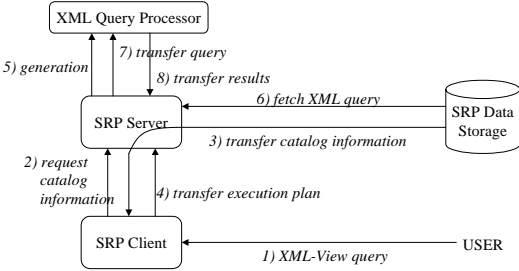 XML Query Processor
7) transfer query
5) generation
8) transfer results
6) fetch XML query
SRP Server
SRP Data
Storage
3) transfer catalog information
2) request
catalog
information
4) transfer execution plan
SRP Client
USER
1) XML-View query